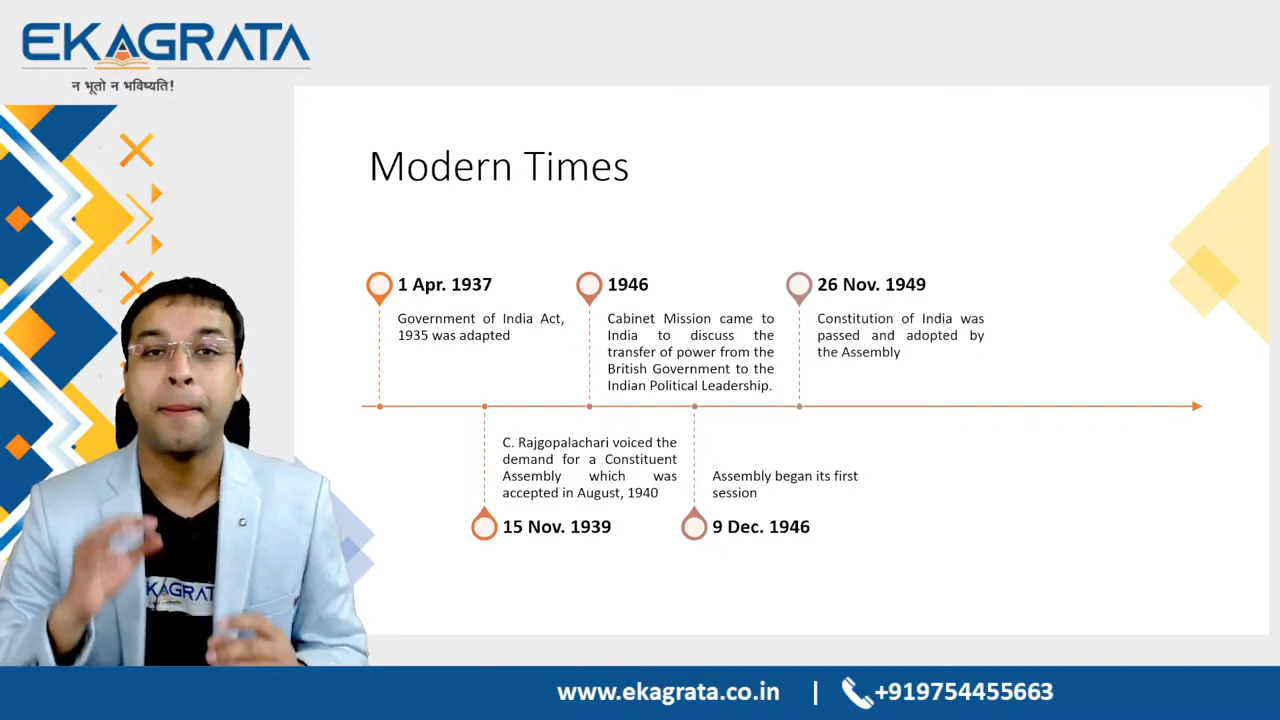 EKAGRATA
न भूतो न भविष्यति!
Modern Times
1 Apr. 1937
Government of India Act,
1935 was adapted
1946
Cabinet Mission came to
India to discuss the
transfer of power from the
British Government to the
Indian Political Leadership.
26 Nov. 1949
Constitution of India was
passed and adopted by
the Assembly
C. Rajgopalachari voiced the
demand for a Constituent
Assembly which was
accepted in August, 1940
15 Nov. 1939
Assembly began its first
session
9 Dec. 1946
KAGRATA
www.ekagrata.co.in | +919754455663